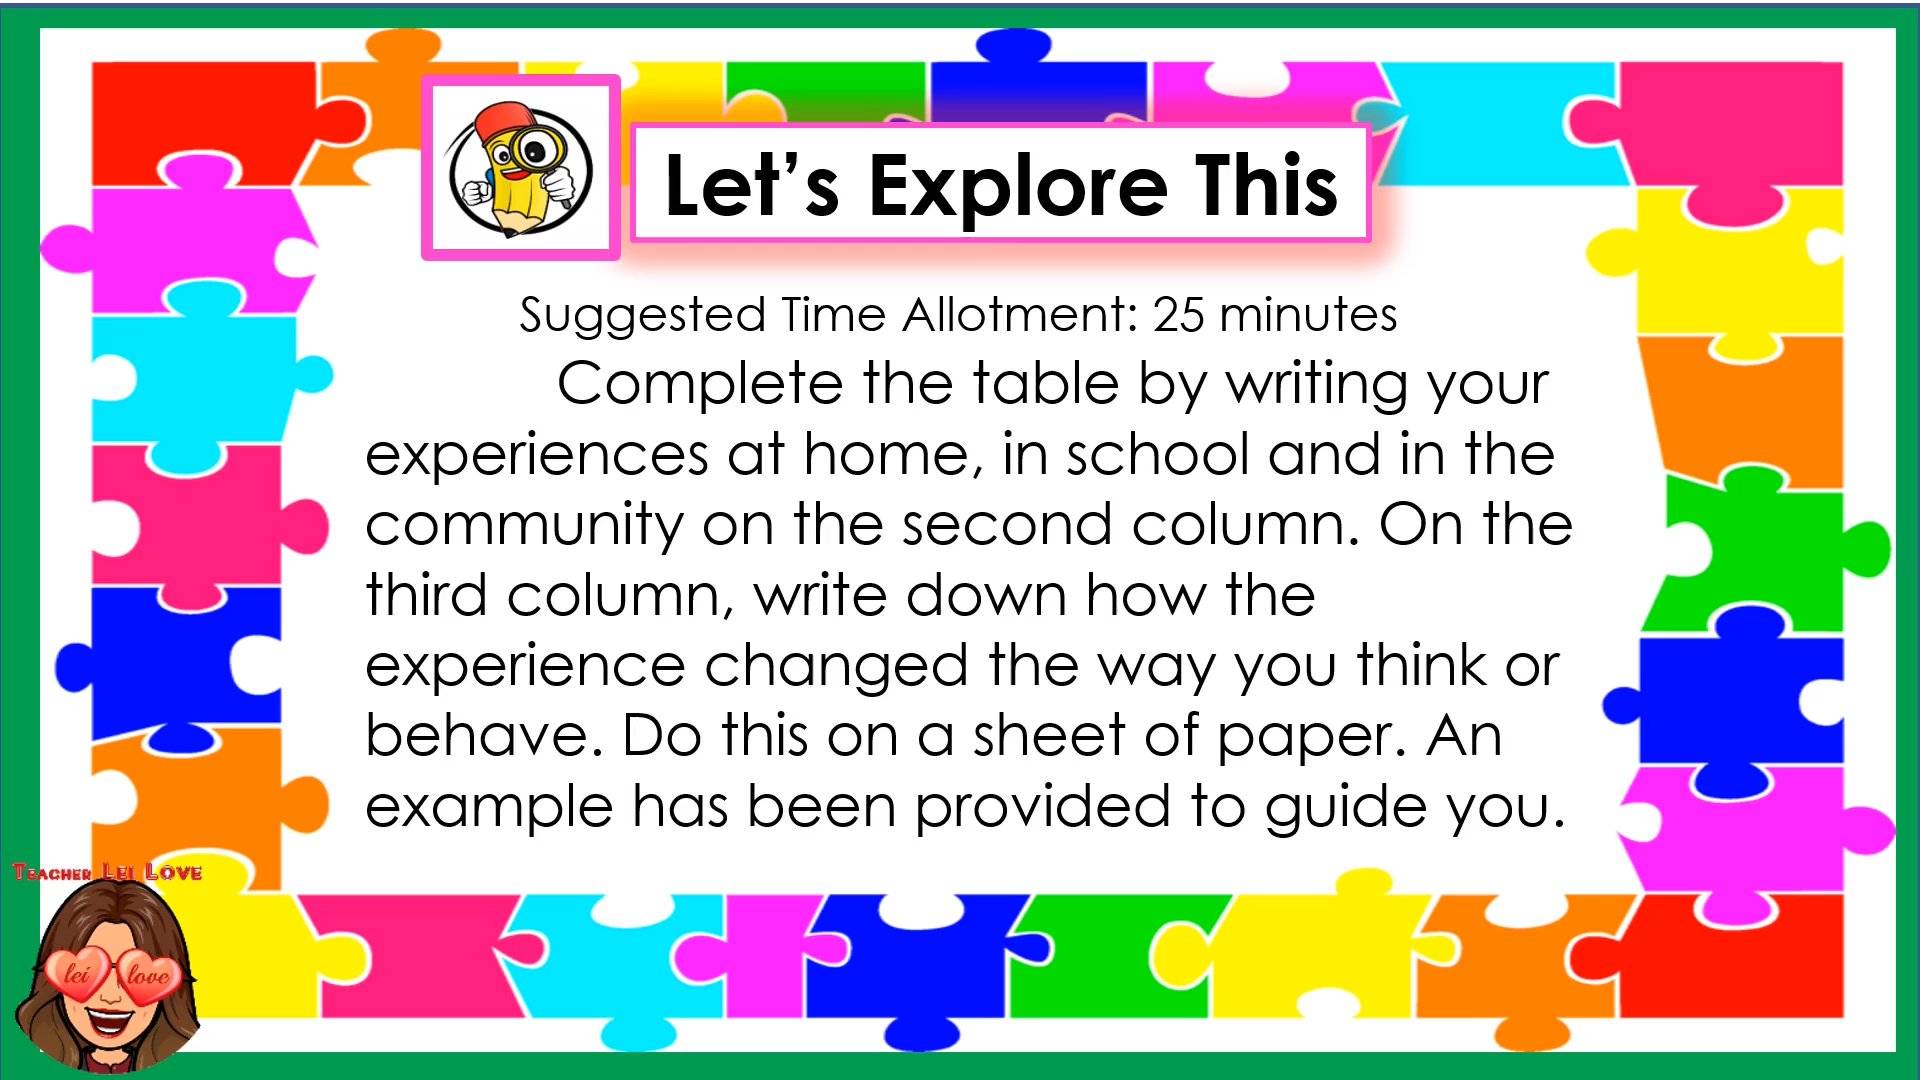 Let’s Explore This
Suggested Time Allotment: 25 minutes
Complete the table by writing your
experiences at home, in school and in the
community on the second column. On the
third column, write down how the
experience changed the way you think or
behave. Do this on a sheet of paper. An
example has been provided to guide you.
Teacher Lei Love
lei love